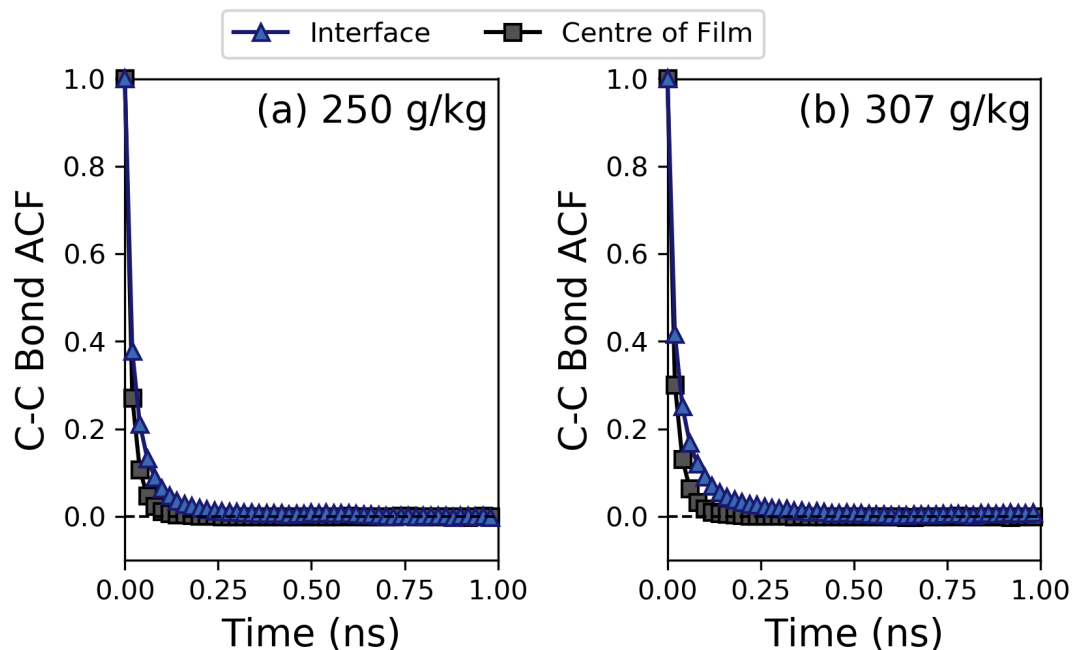 Interface
Centre of Film
(a) 250 g/kg
C-C Bond ACF
1.0
0.8
0.6
0.4
0.2
0.0
0.00
0.25
0.50
0.75
1.00
Time (ns)
(b) 307 g/kg
C-C Bond ACF
1.0
0.8
0.6
0.4
0.2
0.0
0.00
0.25
0.50
0.75
1.00
Time (ns)